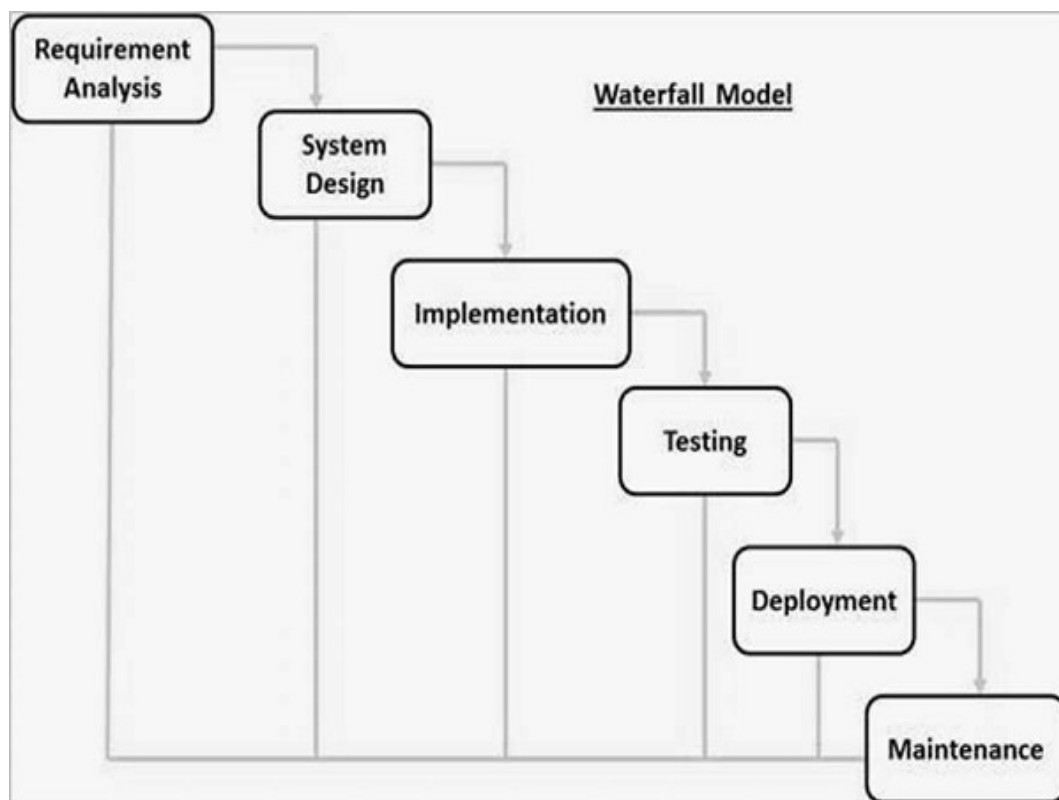 Requirement
Analysis
Waterfall Model
System
Design
Implementation
Testing
Deployment
Maintenance